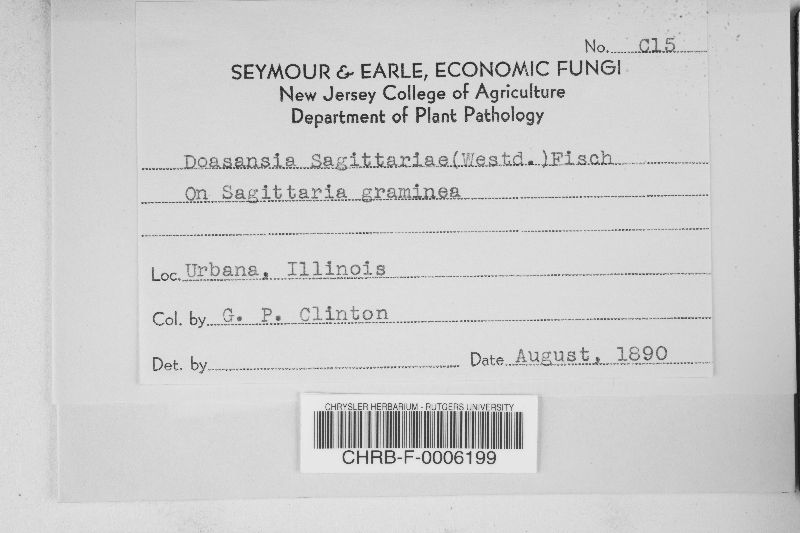 No. C15
SEYMOUR & EARLE, ECONOMIC FUNGI
New Jersey College of Agriculture
Department of Plant Pathology
Doasansia Sagittariae(Westd.)Fisch
On Sagittaria graminea
Loc. Urbana, Illinois
Col. by G. P. Clinton
Det. by
Date August, 1890
CHRYSLER HERBARIUM - RUTGERS UNIVERSITY
CHRB-F-0006199